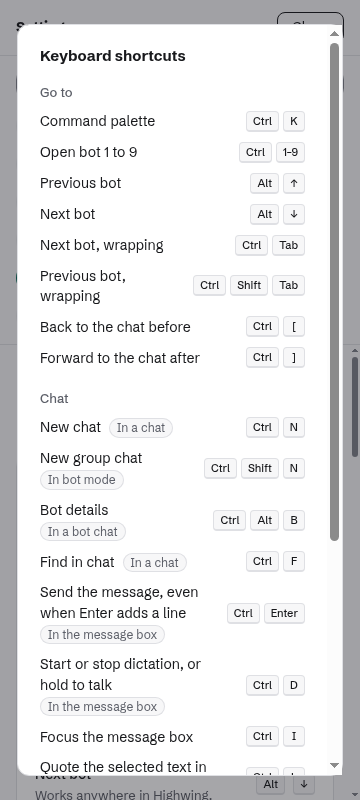 Keyboard shortcuts
Go to
Command palette Ctrl K
Open bot 1 to 9 Ctrl 1-9
Previous bot Alt ↑
Next bot Alt ↓
Next bot, wrapping Ctrl Tab
Previous bot,
wrapping Ctrl Shift Tab
Back to the chat before Ctrl [
Forward to the chat after Ctrl ]
Chat
New chat In a chat Ctrl N
New group chat
In bot mode Ctrl Shift N
Bot details
In a bot chat Ctrl Alt B
Find in chat In a chat Ctrl F
Send the message, even
when Enter adds a line Ctrl Enter
In the message box
Start or stop dictation, or
hold to talk Ctrl D
In the message box
Focus the message box Ctrl I
Quote the selected text in
Next bot Alt ↓
Works anywhere in Highwing.